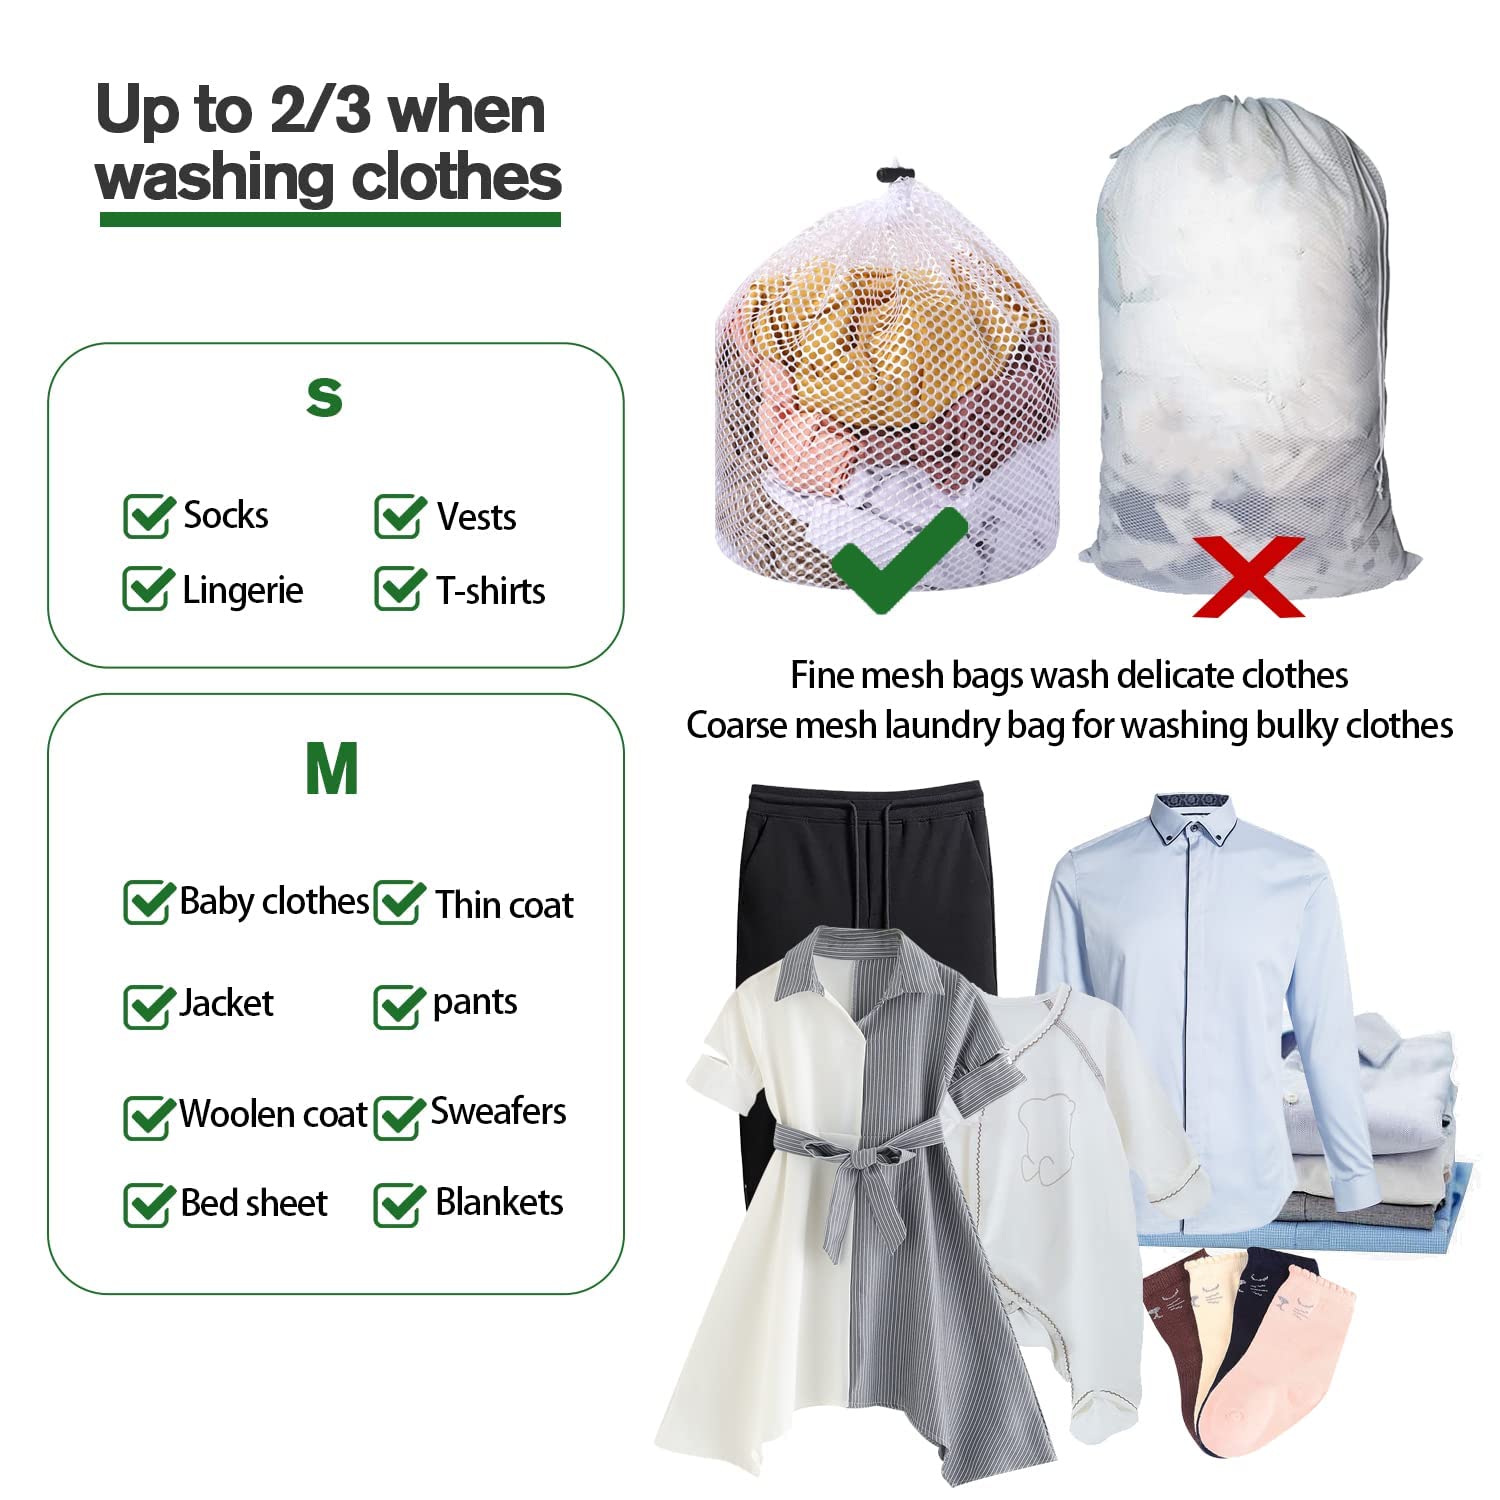 Up to 2/3 when
washing clothes
S
Socks
Vests
Lingerie
T-shirts
M
Baby clothes
Thin coat
Jacket
pants
Woolen coat
Sweafers
Bed sheet
Blankets
Fine mesh bags wash delicate clothes
Coarse mesh laundry bag for washing bulky clothes